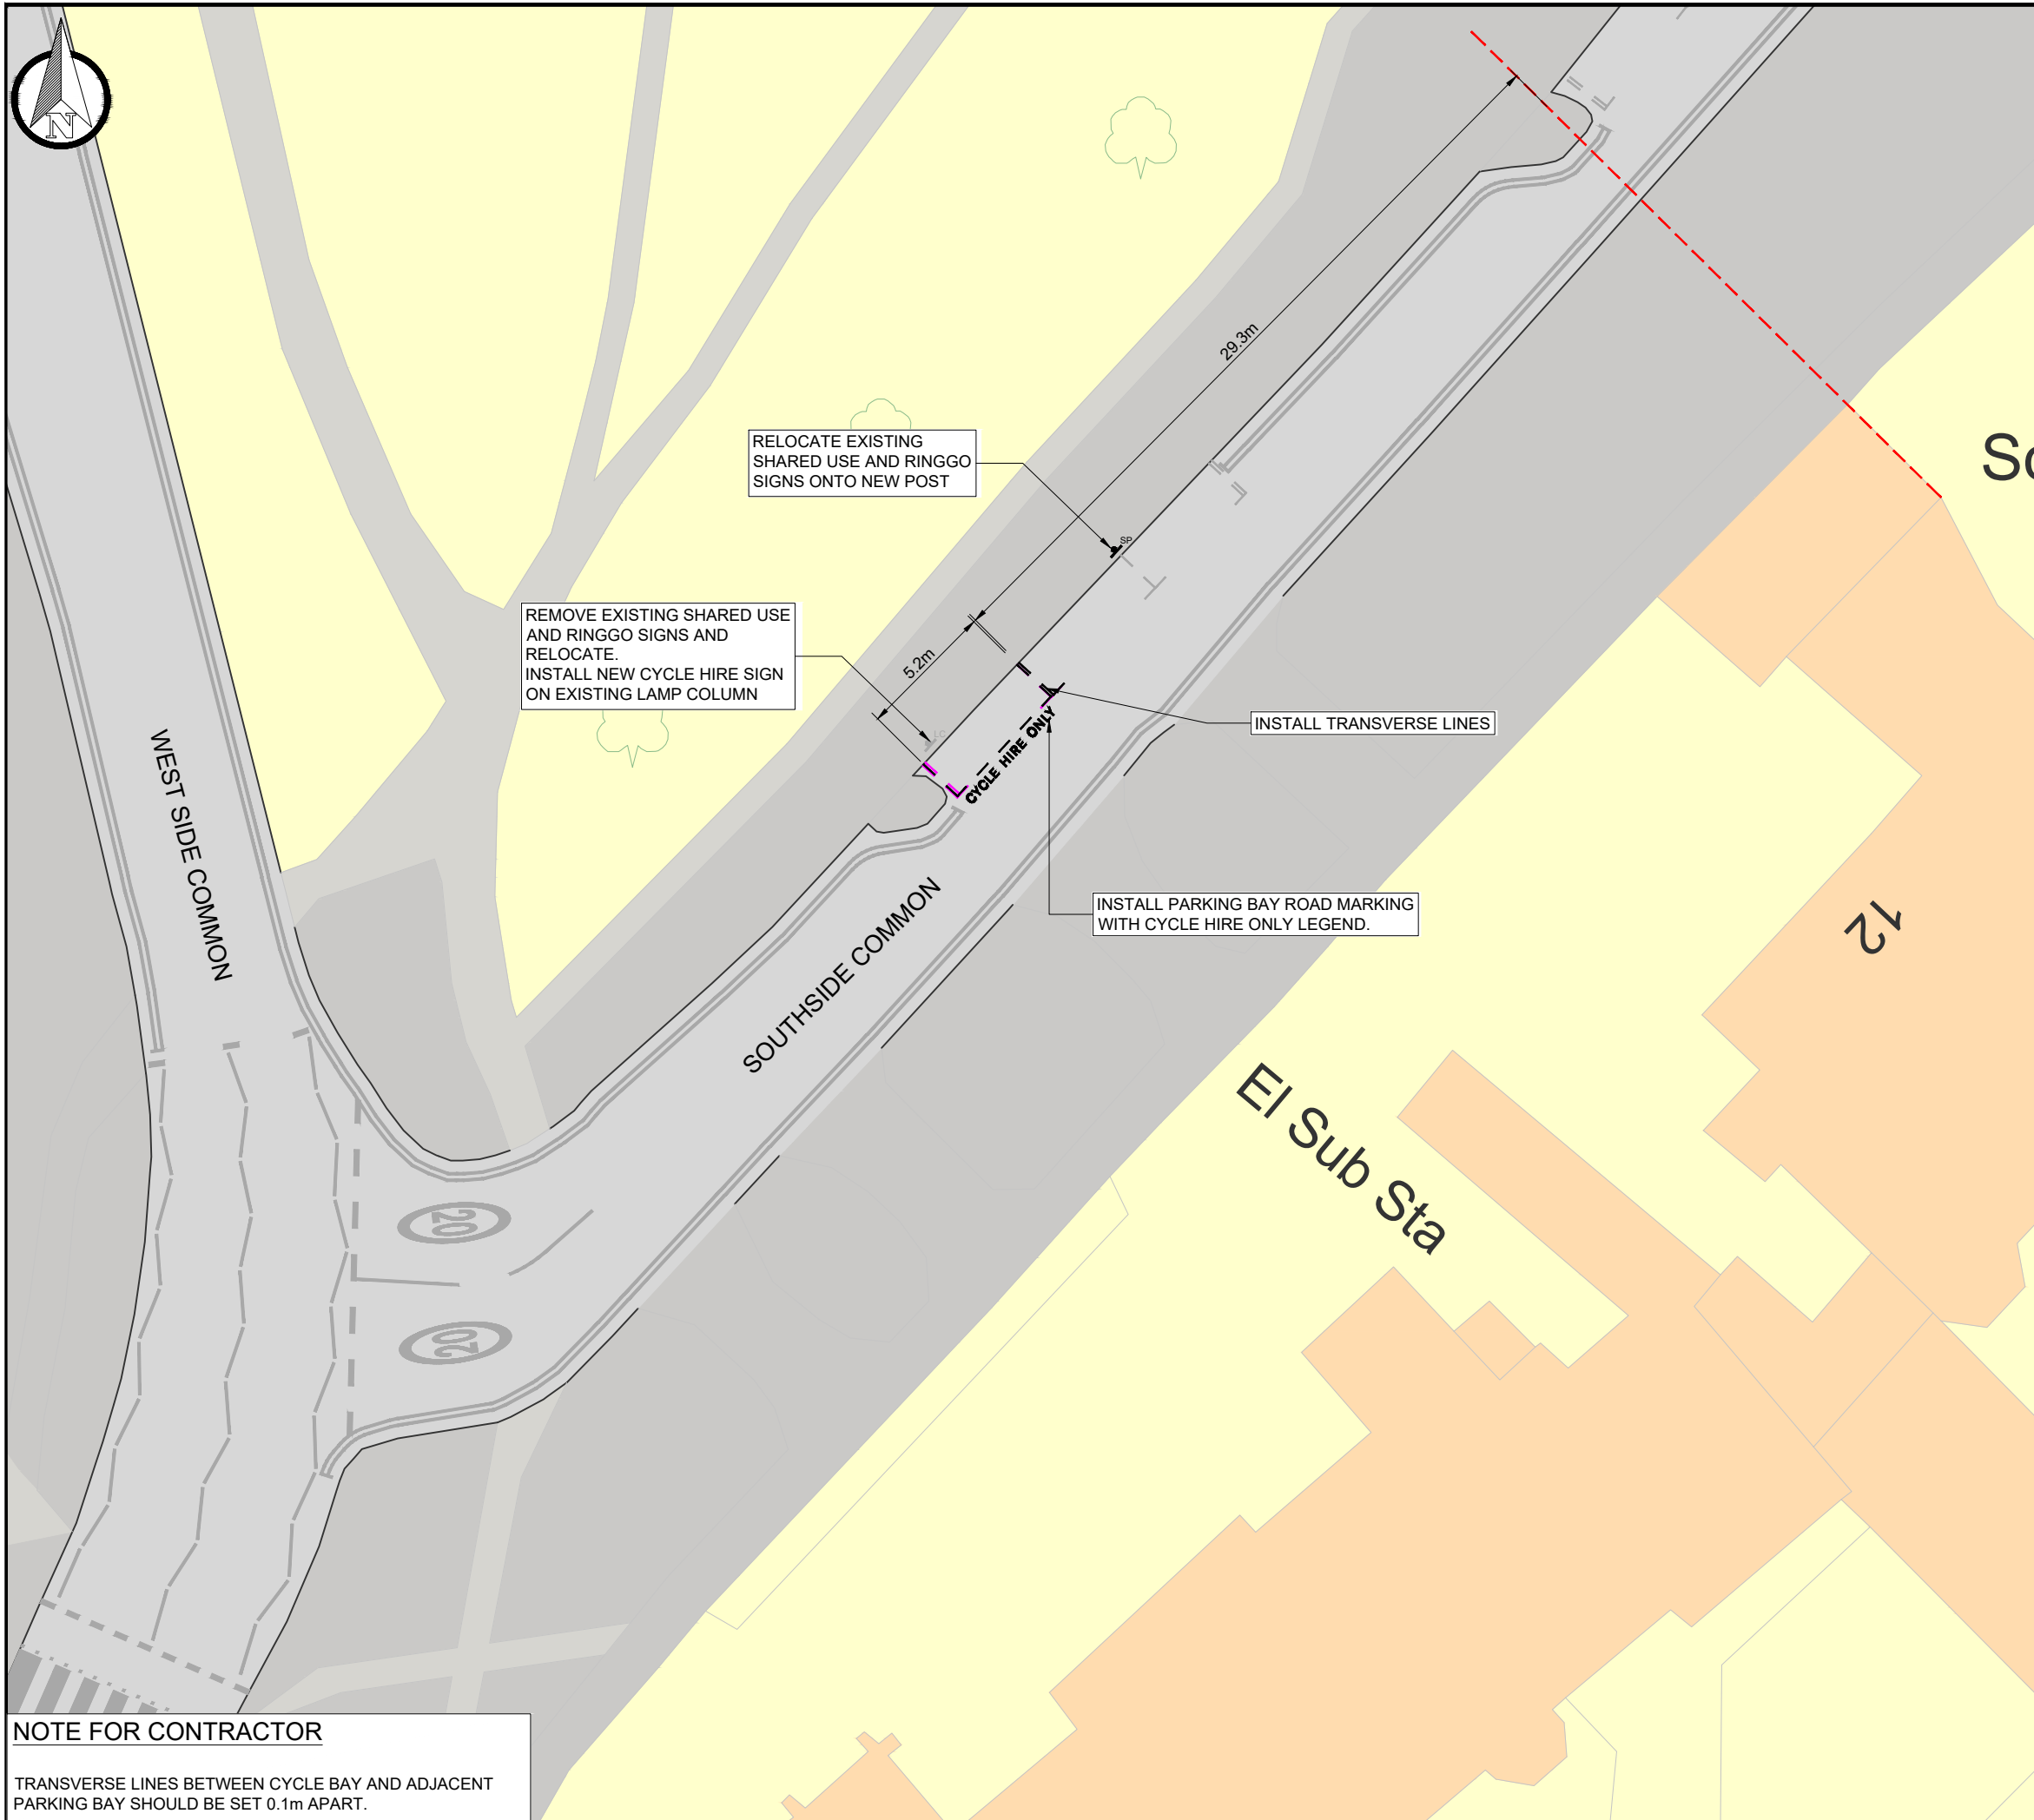 N
29.3m
So
RELOCATE EXISTING
SHARED USE AND RINGGO
SIGNS ONTO NEW POST
SP
REMOVE EXISTING SHARED USE
AND RINGGO SIGNS AND
RELOCATE.
INSTALL NEW CYCLE HIRE SIGN
ON EXISTING LAMP COLUMN
5.2m
LC
CYCLE HIRE ONLY
INSTALL TRANSVERSE LINES
WEST SIDE COMMON
INSTALL PARKING BAY ROAD MARKING
WITH CYCLE HIRE ONLY LEGEND.
12
SOUTHSIDE COMMON
El Sub Sta
20
20
NOTE FOR CONTRACTOR
TRANSVERSE LINES BETWEEN CYCLE BAY AND ADJACENT
PARKING BAY SHOULD BE SET 0.1m APART.